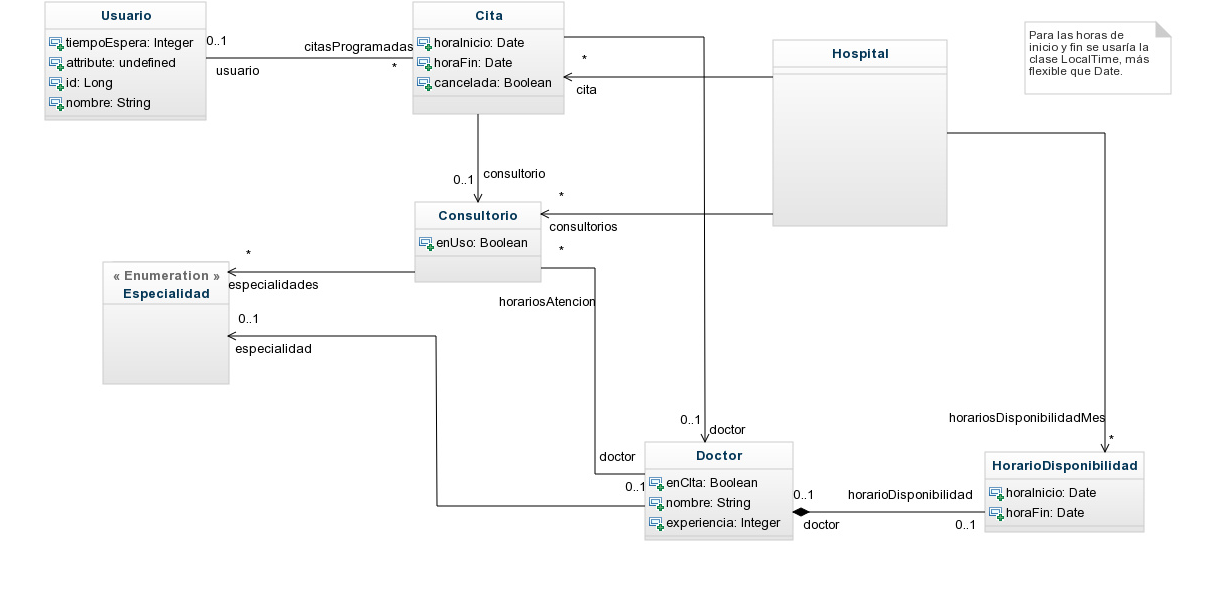 Usuario
tiempoEspera: Integer
attribute: undefined
id: Long
nombre: String
0..1
usuario
citasProgramadas
*
Cita
horaInicio: Date
horaFin: Date
cancelada: Boolean
*
cita
Hospital
Para las horas de
inicio y fin se usaría la
clase LocalTime, más
flexible que Date.
0..1
consultorio
*
consultorios
Consultorio
enUso: Boolean
*
horariosAtencion
*
especialidades
« Enumeration »
Especialidad
0..1
especialidad
0..1
doctor
doctor
0..1
Doctor
enCIta: Boolean
nombre: String
experiencia: Integer
0..1
doctor
horarioDisponibilidad
0..1
horariosDisponibilidadMes
*
HorarioDisponibilidad
horaInicio: Date
horaFin: Date